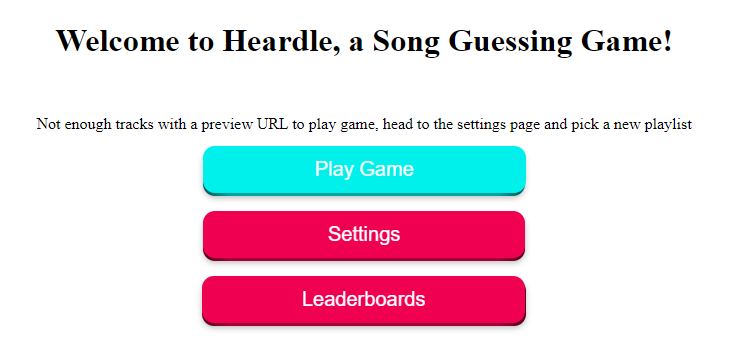 Welcome to Heardle, a Song Guessing Game!
Not enough tracks with a preview URL to play game, head to the settings page and pick a new playlist
Play Game
Settings
Leaderboards